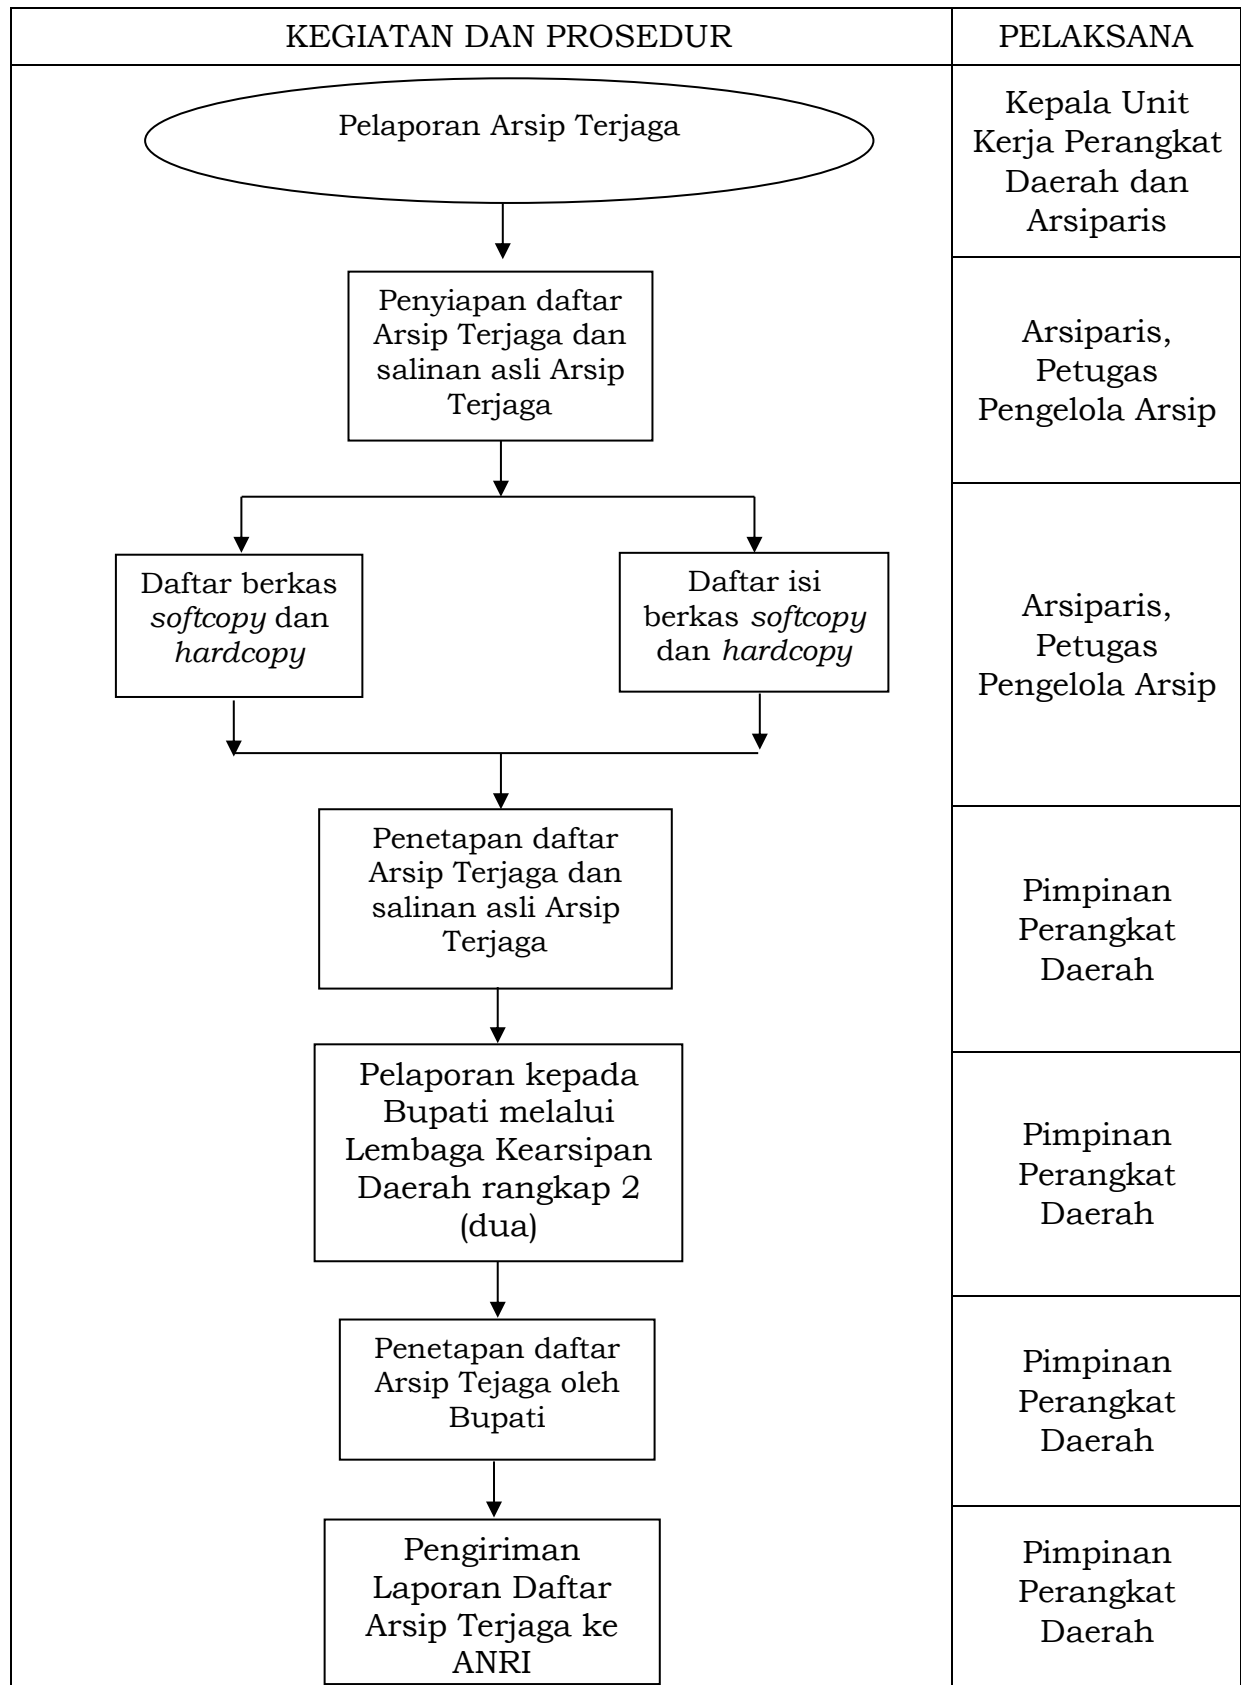 KEGIATAN DAN PROSEDUR
PELAKSANA
Pelaporan Arsip Terjaga
Kepala Unit
Kerja Perangkat
Daerah dan
Arsiparis
Penyiapan daftar
Arsip Terjaga dan
salinan asli Arsip
Terjaga
Arsiparis,
Petugas
Pengelola Arsip
Daftar berkas
softcopy dan
hardcopy
Daftar isi
berkas softcopy
dan hardcopy
Arsiparis,
Petugas
Pengelola Arsip
Penetapan daftar
Arsip Terjaga dan
salinan asli Arsip
Terjaga
Pimpinan
Perangkat
Daerah
Pelaporan kepada
Bupati melalui
Lembaga Kearsipan
Daerah rangkap 2
(dua)
Pimpinan
Perangkat
Daerah
Penetapan daftar
Arsip Tejaga oleh
Bupati
Pimpinan
Perangkat
Daerah
Pengiriman
Laporan Daftar
Arsip Terjaga ke
ANRI
Pimpinan
Perangkat
Daerah